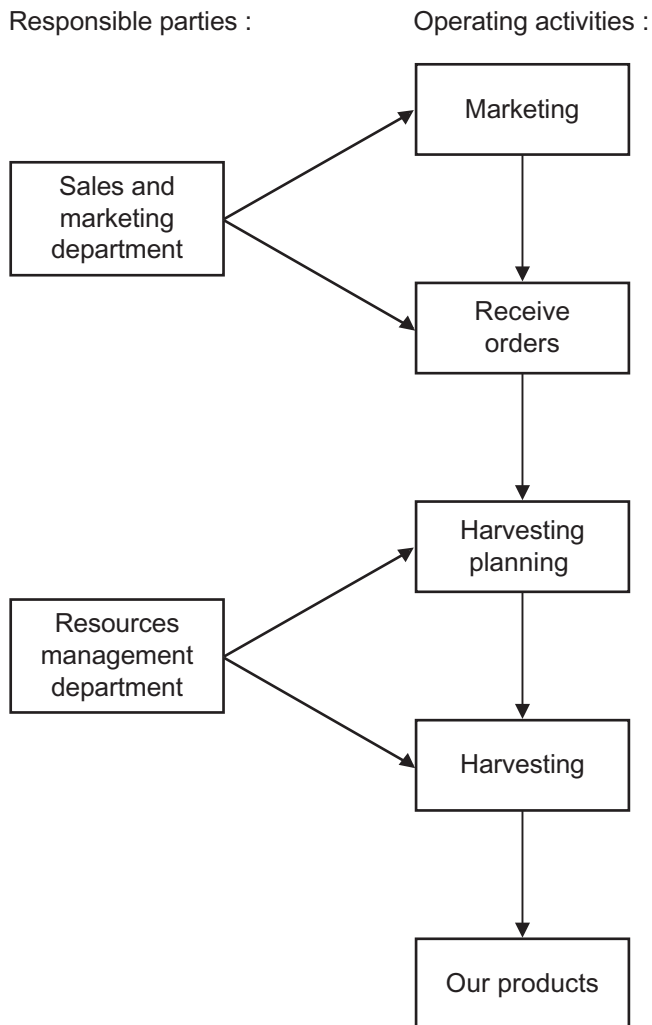 Responsible parties :
Operating activities :
Marketing
Sales and
marketing
department
Receive
orders
Harvesting
planning
Resources
management
department
Harvesting
Our products